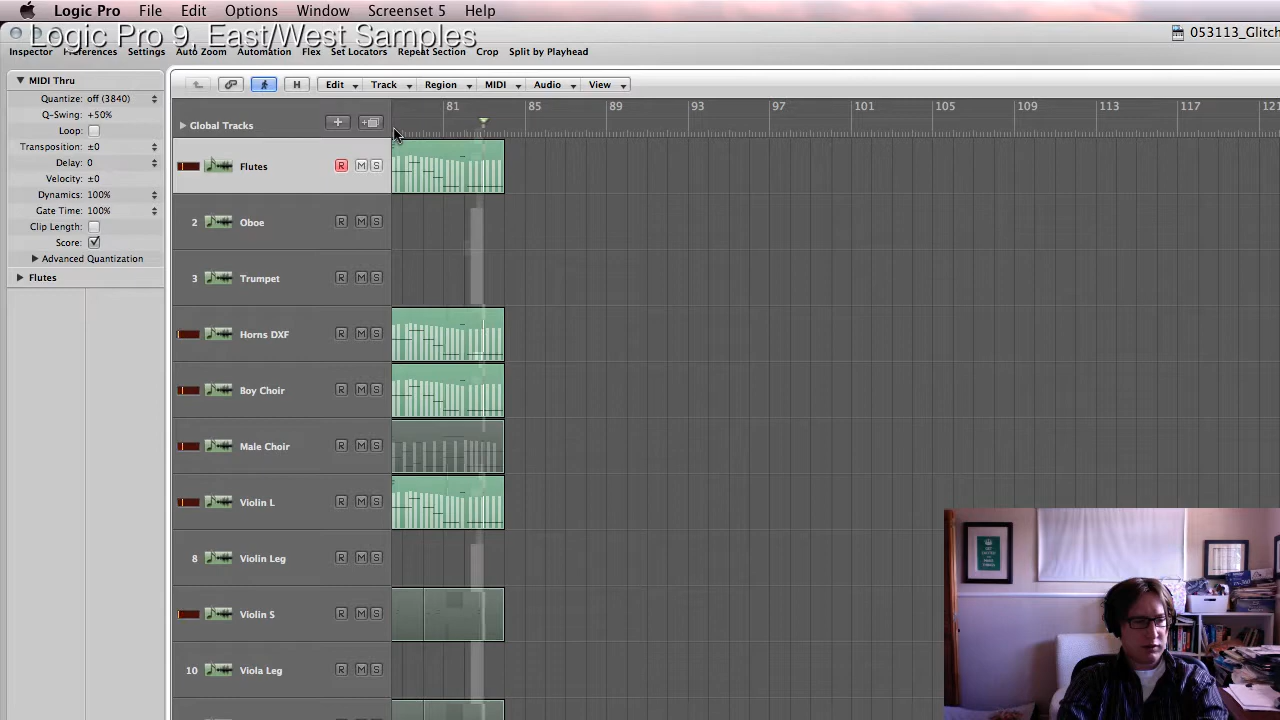 Logic Pro File Edit Options Window Screenset 5 Help
Logic Pro 9, East/West Samples
053113_Glitch
Inspector Preferences Settings Auto Zoom Automation Flex Set Locators Repeat Section Crop Split by Playhead
MIDI Thru
H Edit Track Region MIDI Audio View
Quantize: off (3840)
Q-Swing: +50%
Loop:
Transposition: ±0
Delay: 0
Velocity: ±0
Dynamics: 100%
Gate Time: 100%
Clip Length:
Score:
Advanced Quantization
Flutes
81 85 89 93 97 101 105 109 113 117 121
Global Tracks
Flutes R M S
2 Oboe R M S
3 Trumpet R M S
Horns DXF R M S
Boy Choir R M S
Male Choir R M S
Violin L R M S
8 Violin Leg R M S
Violin S R M S
10 Viola Leg R M S